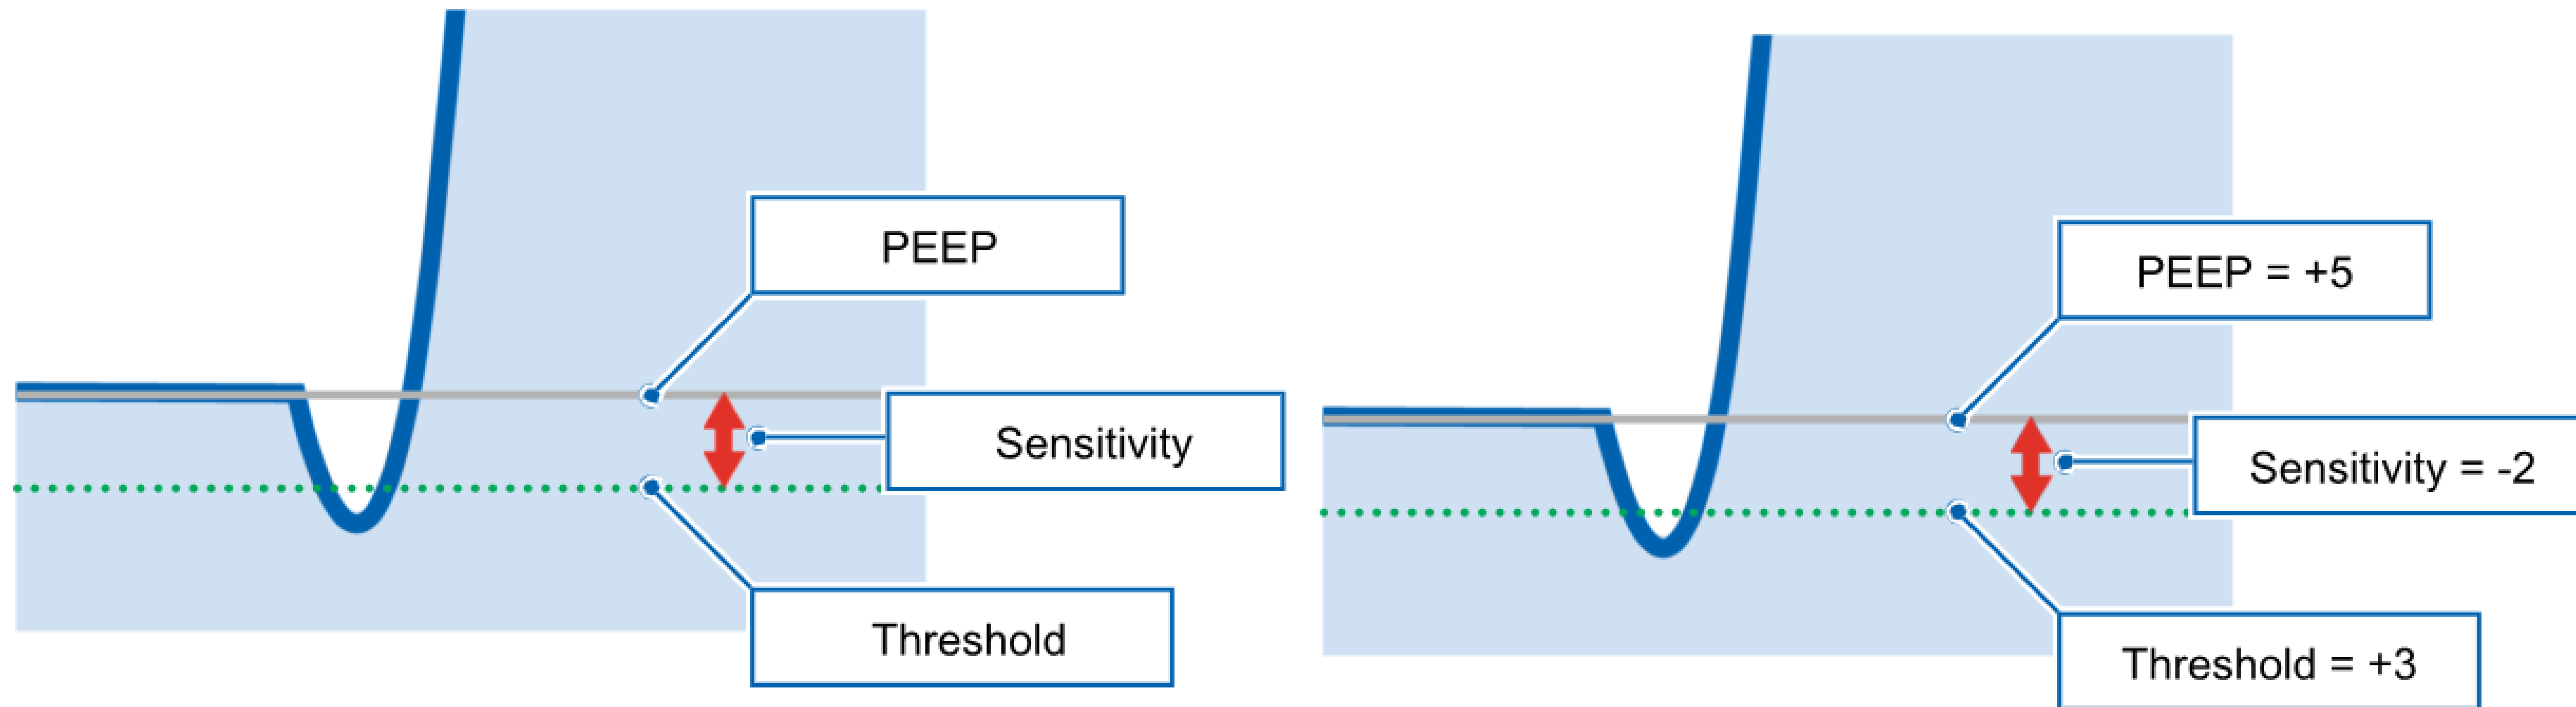 PEEP
Sensitivity
Threshold
PEEP = +5
Sensitivity = -2
Threshold = +3